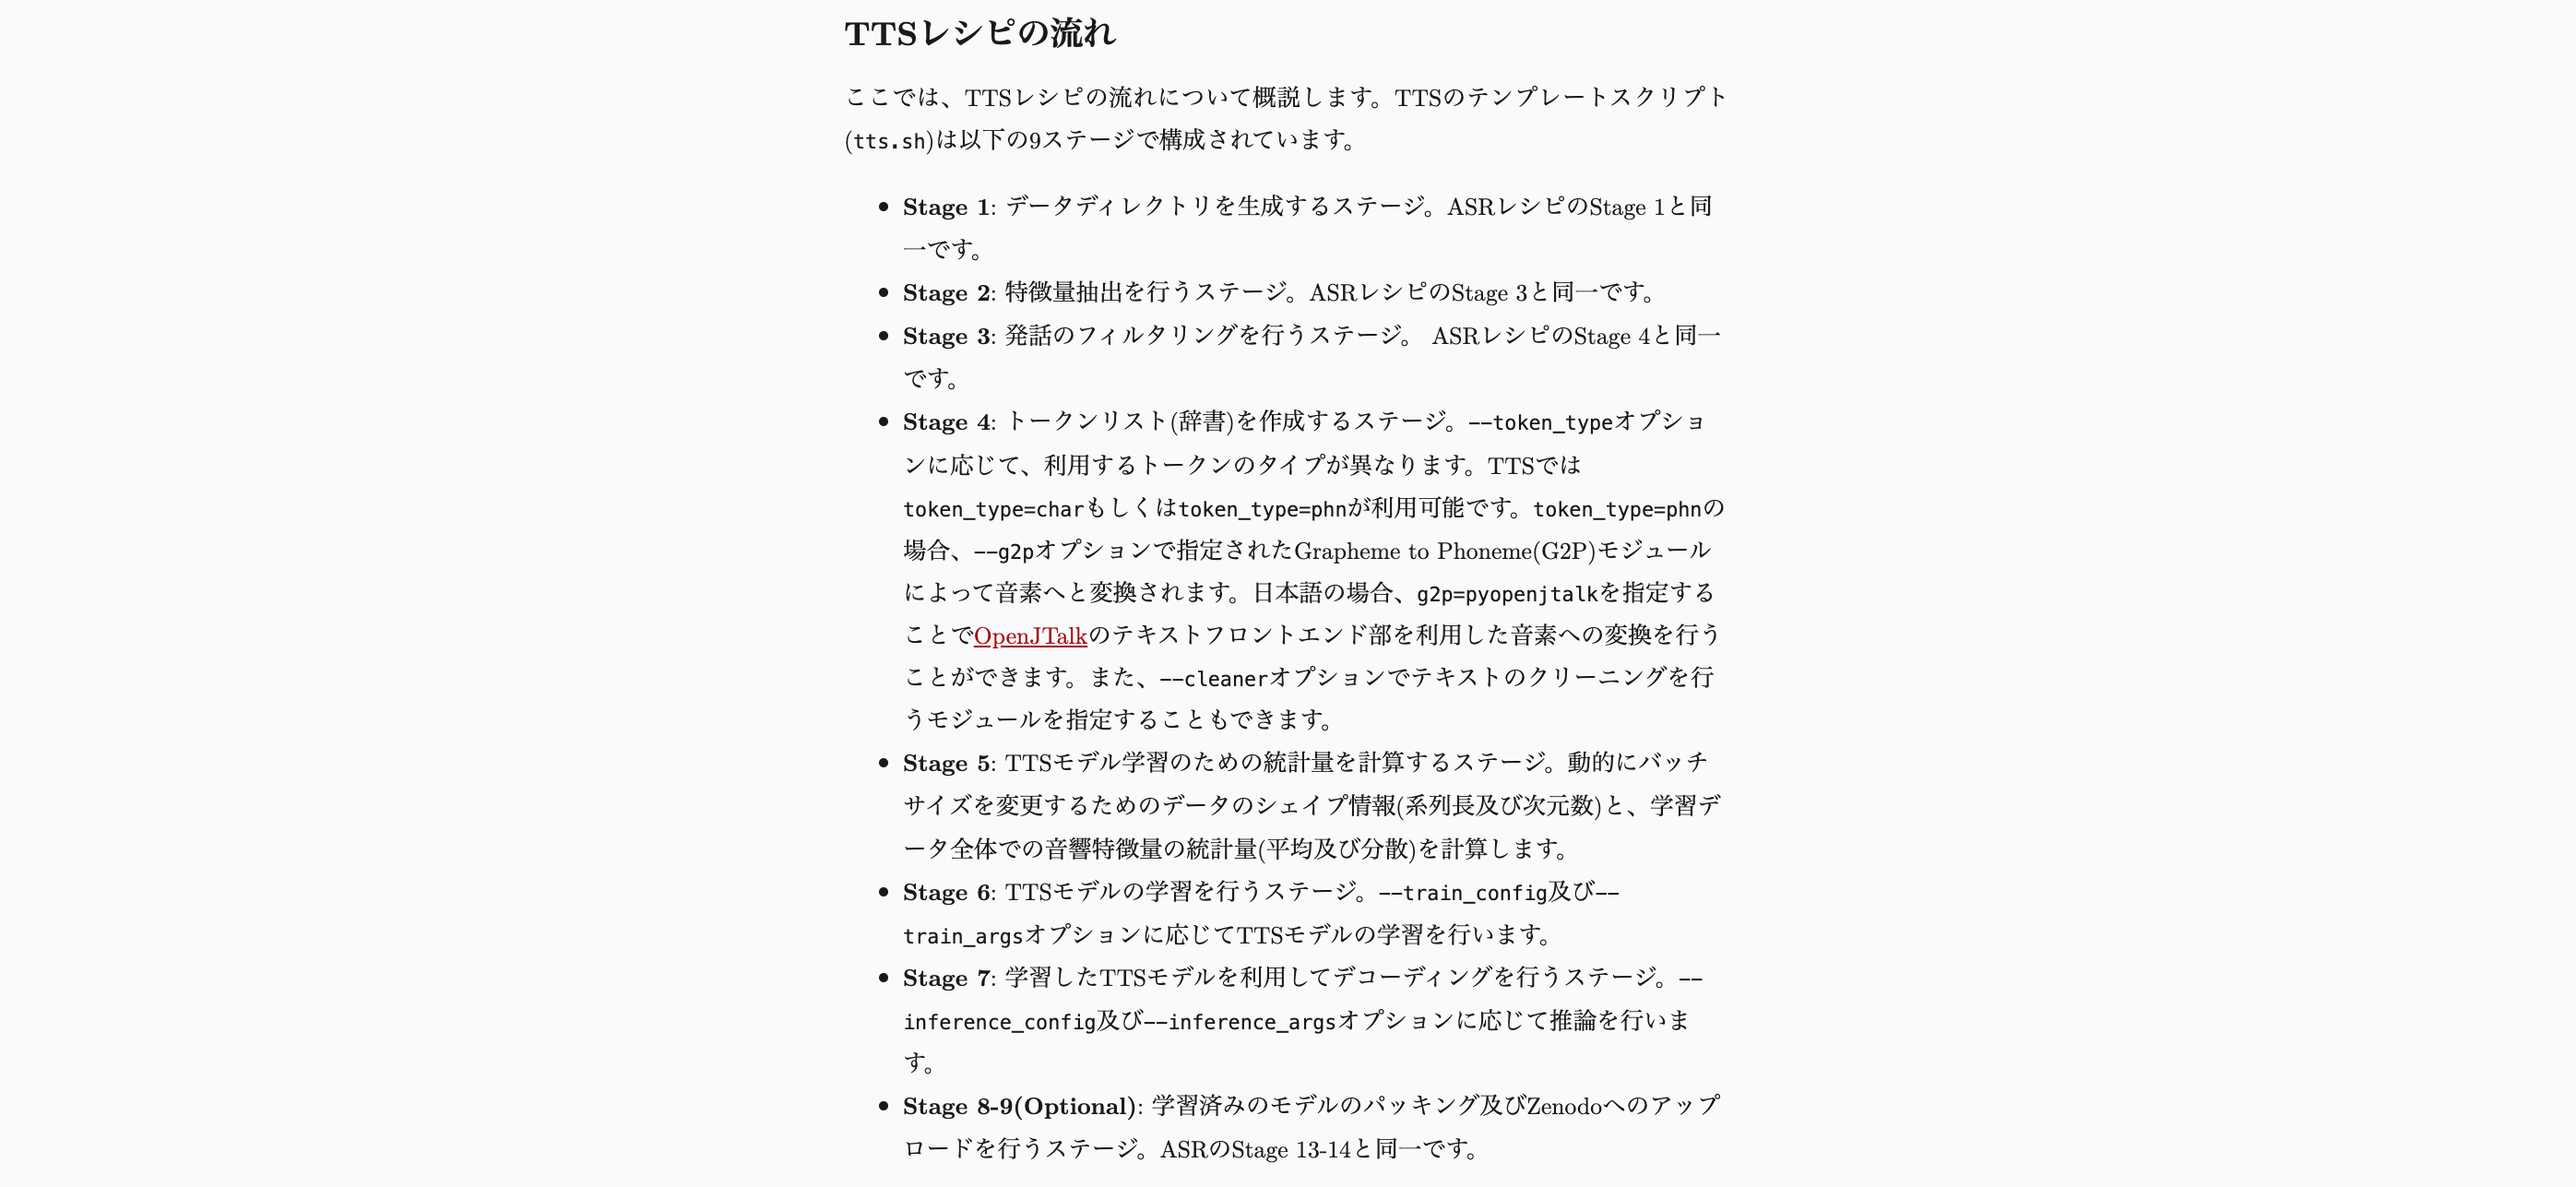 TTSレシピの流れ
ここでは、TTSレシピの流れについて概説します。TTSのテンプレートスクリプト
(tts.sh)は以下の9ステージで構成されています。
• Stage 1: データディレクトリを生成するステージ。ASRレシピのStage 1と同
一です。
• Stage 2: 特徴量抽出を行うステージ。ASRレシピのStage 3と同一です。
• Stage 3: 発話のフィルタリングを行うステージ。 ASRレシピのStage 4と同一
です。
• Stage 4: トークンリスト(辞書)を作成するステージ。--token_typeオプショ
ンに応じて、利用するトークンのタイプが異なります。TTSでは
token_type=charもしくはtoken_type=phnが利用可能です。token_type=phnの
場合、--g2pオプションで指定されたGrapheme to Phoneme(G2P)モジュール
によって音素へと変換されます。日本語の場合、g2p=pyopenjtalkを指定する
ことでOpenJTalkのテキストフロントエンド部を利用した音素への変換を行う
ことができます。また、--cleanerオプションでテキストのクリーニングを行
うモジュールを指定することもできます。
• Stage 5: TTSモデル学習のための統計量を計算するステージ。動的にバッチ
サイズを変更するためのデータのシェイプ情報(系列長及び次元数)と、学習デ
ータ全体での音響特徴量の統計量(平均及び分散)を計算します。
• Stage 6: TTSモデルの学習を行うステージ。--train_config及び--
train_argsオプションに応じてTTSモデルの学習を行います。
• Stage 7: 学習したTTSモデルを利用してデコーディングを行うステージ。--
inference_config及び--inference_argsオプションに応じて推論を行いま
す。
• Stage 8-9(Optional): 学習済みのモデルのパッキング及びZenodoへのアップ
ロードを行うステージ。ASRのStage 13-14と同一です。